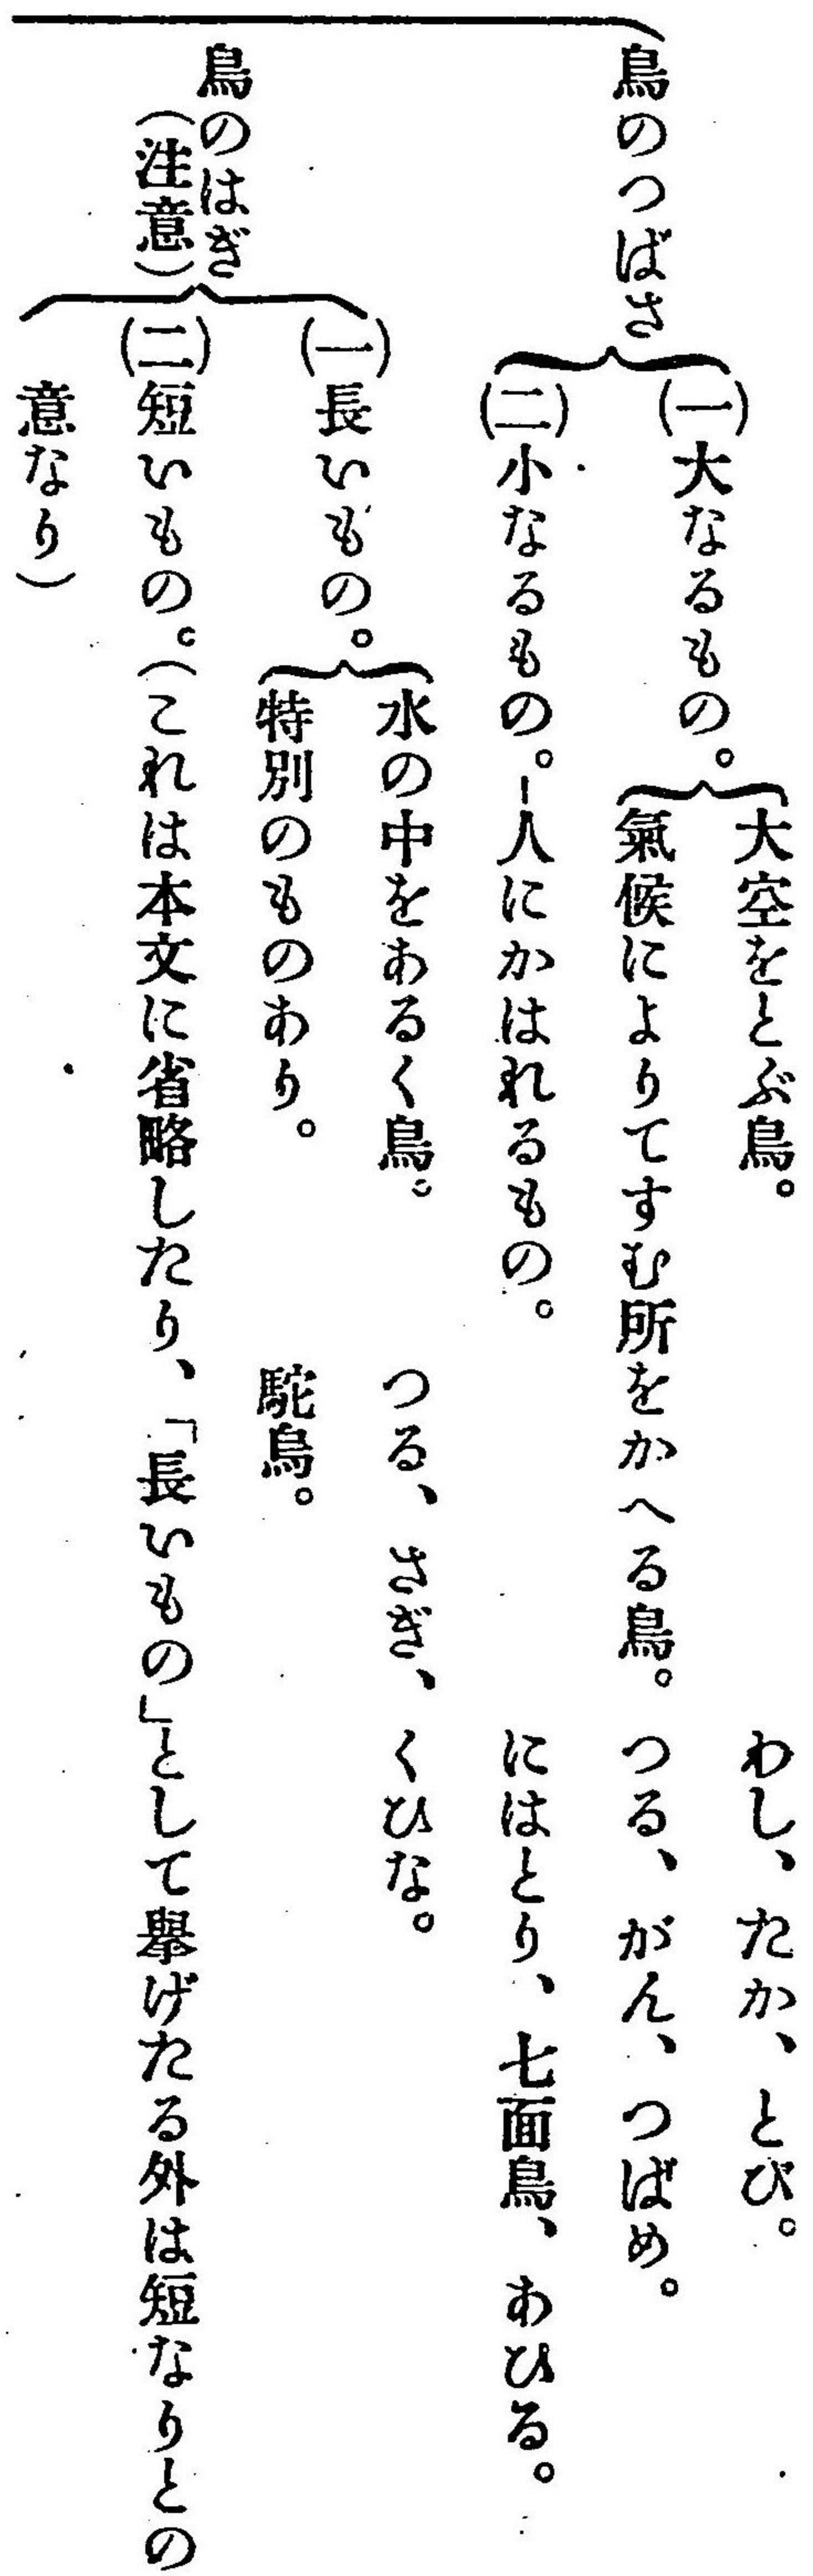 鳥のつばさ
(一)大なるもの。
大空をとぶ鳥。
わし、たか、とび。
氣候によりてすむ所をかへる鳥。
つる、がん、つばめ。
(二)小なるもの。―人にかはれるもの。
にはとり、七面鳥、あひる。
鳥のはぎ
(注意)
(一)長いもの。
水の中をあるく鳥。
つる、さぎ、くひな。
特別のものあり。
駝鳥。
(二)短いもの。(これは本文に省略したり、「長いもの」として擧げたる外は短なりとの
意なり)